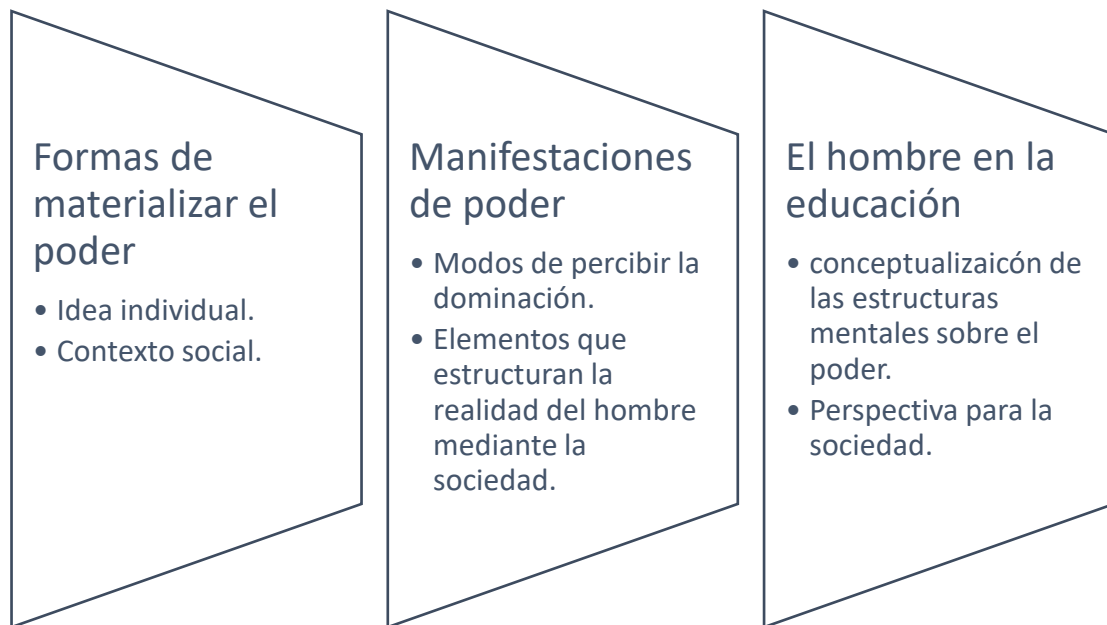 Formas de
materializar el
poder
• Idea individual.
• Contexto social.
Manifestaciones
de poder
• Modos de percibir la
dominación.
• Elementos que
estructuran la
realidad del hombre
mediante la
sociedad.
El hombre en la
educación
• conceptualizaicón de
las estructuras
mentales sobre el
poder.
• Perspectiva para la
sociedad.